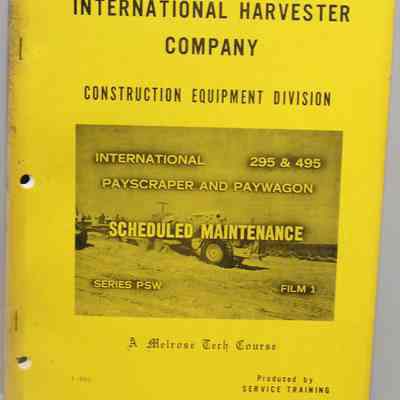 INTERNATIONAL HARVESTER
COMPANY
CONSTRUCTION EQUIPMENT DIVISION
INTERNATIONAL 295 & 495
PAYSCRAPER AND PAYWAGON
SCHEDULED MAINTENANCE
SERIES PSW FILM 1
A Melrose Tech Course
Produced by
SERVICE TRAINING